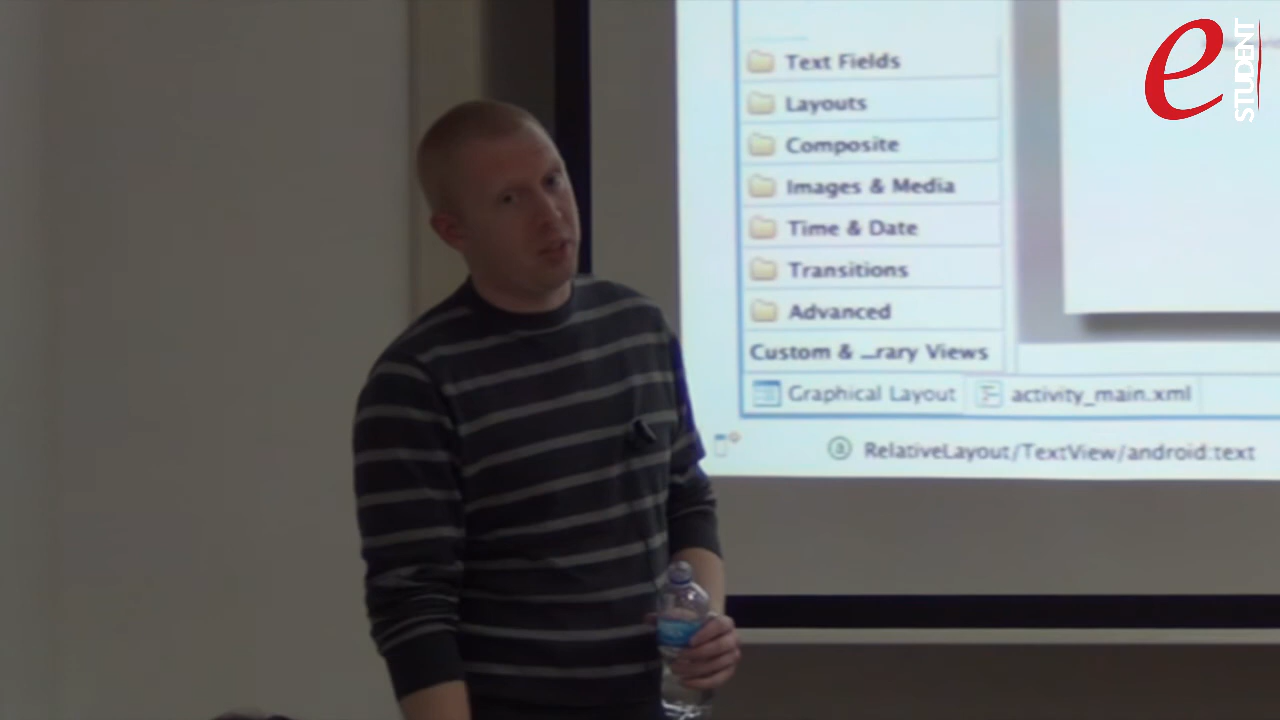 Text Fields
Layouts
Composite
Images & Media
Time & Date
Transitions
Advanced
Custom & ...rary Views
Graphical Layout activity_main.xml
RelativeLayout/TextView/android:text
e STUDENT